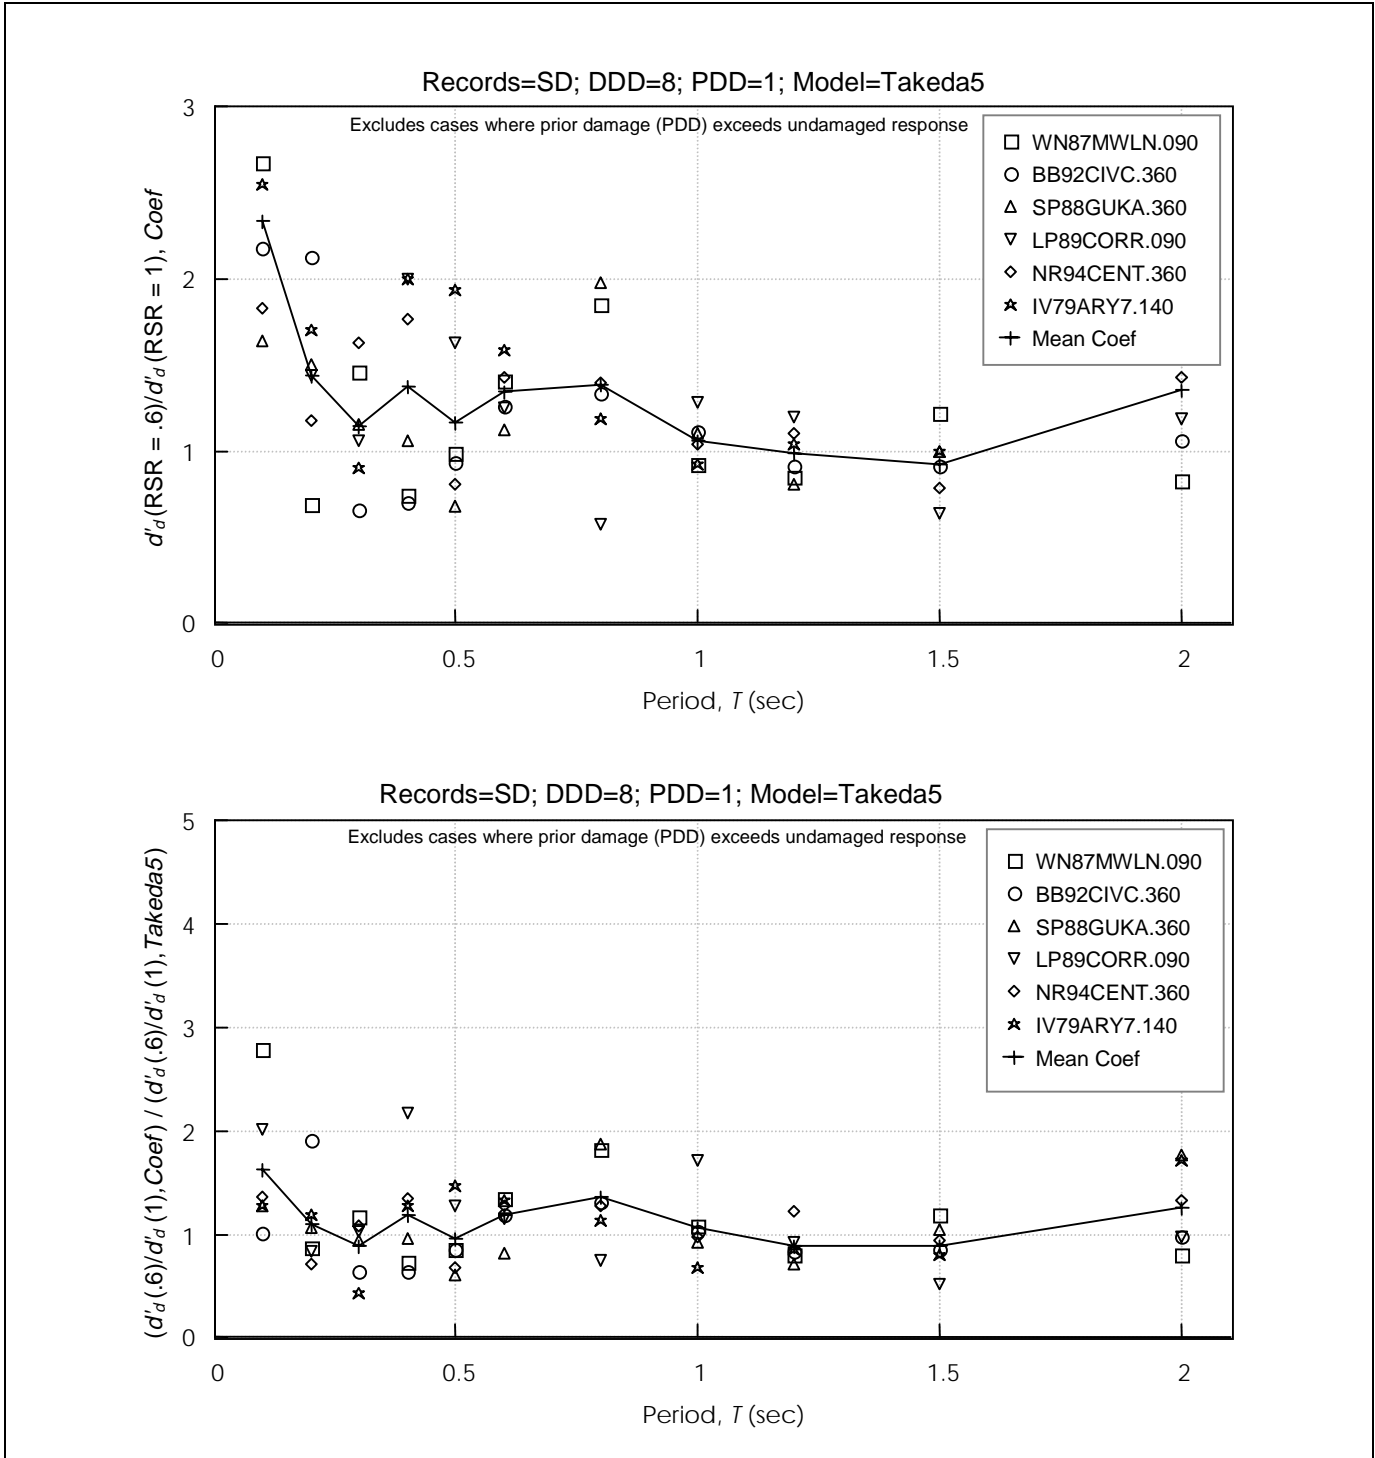 Records=SD; DDD=8; PDD=1; Model=Takeda5
Excludes cases where prior damage (PDD) exceeds undamaged response
d'd (RSR = .6)/d'd (RSR = 1), Coef
3
2
1
0
WN87MWLN.090
BB92CIVC.360
SP88GUKA.360
LP89CORR.090
NR94CENT.360
IV79ARY7.140
Mean Coef
0 0.5 1 1.5 2
Period, T (sec)
Records=SD; DDD=8; PDD=1; Model=Takeda5
Excludes cases where prior damage (PDD) exceeds undamaged response
(d'd (.6)/d'd (1), Coef) / (d'd (.6)/d'd (1), Takeda5)
5
4
3
2
1
0
WN87MWLN.090
BB92CIVC.360
SP88GUKA.360
LP89CORR.090
NR94CENT.360
IV79ARY7.140
Mean Coef
0 0.5 1 1.5 2
Period, T (sec)